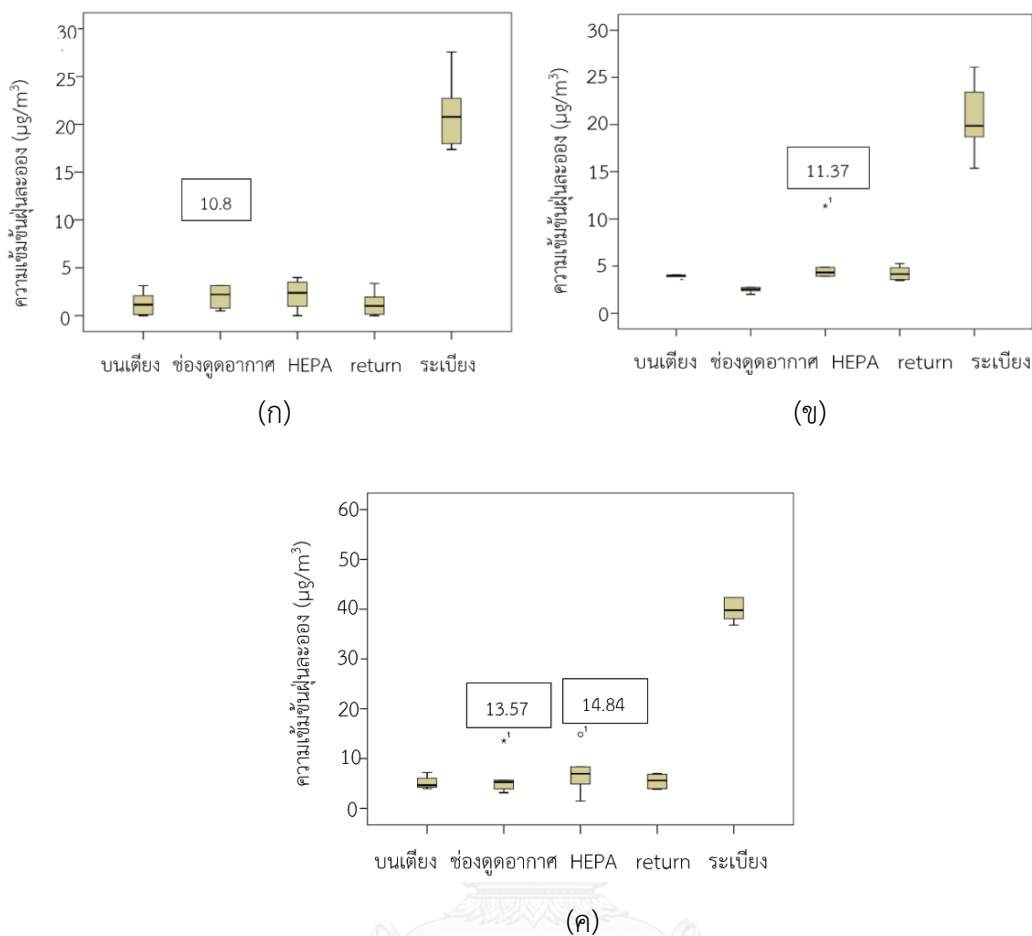 ความเข้มข้นฝุ่นละออง (µg/m³)
30
25
20
15
10
5
0
10.8
บนเตียง ช่องดูดอากาศ HEPA return ระเบียง
(ก)
ความเข้มข้นฝุ่นละออง (µg/m³)
30
25
20
15
10
5
0
11.37
*¹
บนเตียง ช่องดูดอากาศ HEPA return ระเบียง
(ข)
ความเข้มข้นฝุ่นละออง (µg/m³)
60
50
40
30
20
10
0
13.57 14.84
*¹ o¹
บนเตียง ช่องดูดอากาศ HEPA return ระเบียง
(ค)